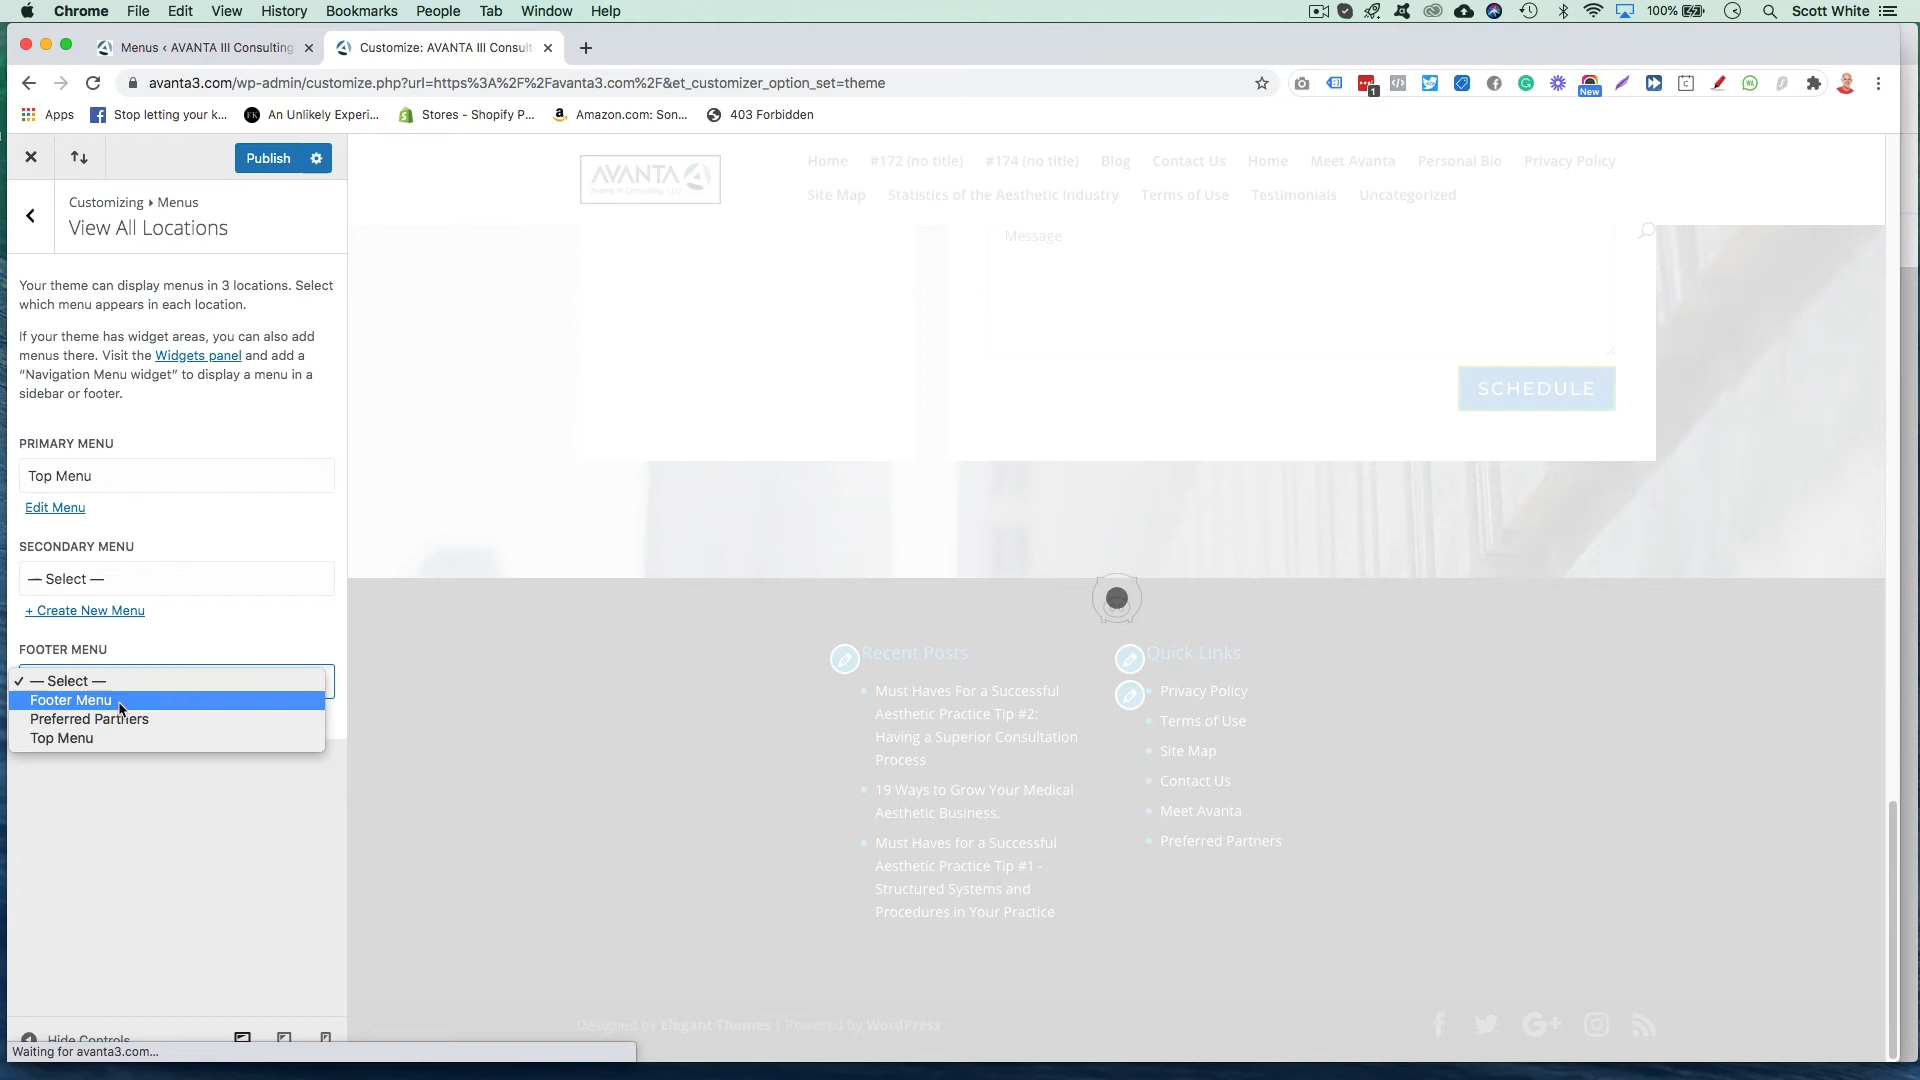 Chrome File Edit View History Bookmarks People Tab Window Help 100% Scott White
Menus ‹ AVANTA III Consulting
Customize: AVANTA III Consult
avanta3.com/wp-admin/customize.php?url=https%3A%2F%2Favanta3.com%2F&et_customizer_option_set=theme
1
New
Apps Stop letting your k... An Unlikely Experi... Stores - Shopify P... Amazon.com: Son... 403 Forbidden
Publish
Customizing ▸ Menus
View All Locations
Your theme can display menus in 3 locations. Select
which menu appears in each location.
If your theme has widget areas, you can also add
menus there. Visit the Widgets panel and add a
“Navigation Menu widget” to display a menu in a
sidebar or footer.
PRIMARY MENU
Top Menu
Edit Menu
SECONDARY MENU
— Select —
+ Create New Menu
FOOTER MENU
✓ — Select —
Footer Menu
Preferred Partners
Top Menu
Hide Controls
Waiting for avanta3.com...
AVANTA
Avanta III Consulting, LLC
Home #172 (no title) #174 (no title) Blog Contact Us Home Meet Avanta Personal Bio Privacy Policy
Site Map Statistics of the Aesthetic Industry Terms of Use Testimonials Uncategorized
Message
SCHEDULE
Recent Posts
Must Haves For a Successful
Aesthetic Practice Tip #2:
Having a Superior Consultation
Process
19 Ways to Grow Your Medical
Aesthetic Business.
Must Haves for a Successful
Aesthetic Practice Tip #1 -
Structured Systems and
Procedures in Your Practice
Quick Links
Privacy Policy
Terms of Use
Site Map
Contact Us
Meet Avanta
Preferred Partners
Designed by Elegant Themes | Powered by WordPress